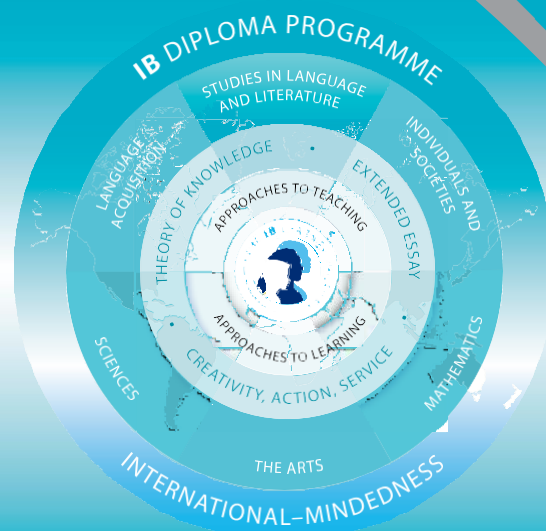 IB DIPLOMA PROGRAMME
STUDIES IN LANGUAGE
AND LITERATURE
LANGUAGE
ACQUISITION
INDIVIDUALS AND
SOCIETIES
THEORY OF KNOWLEDGE
EXTENDED ESSAY
APPROACHES TO TEACHING
APPROACHES TO LEARNING
CREATIVITY, ACTION, SERVICE
SCIENCES
MATHEMATICS
THE ARTS
INTERNATIONAL–MINDEDNESS